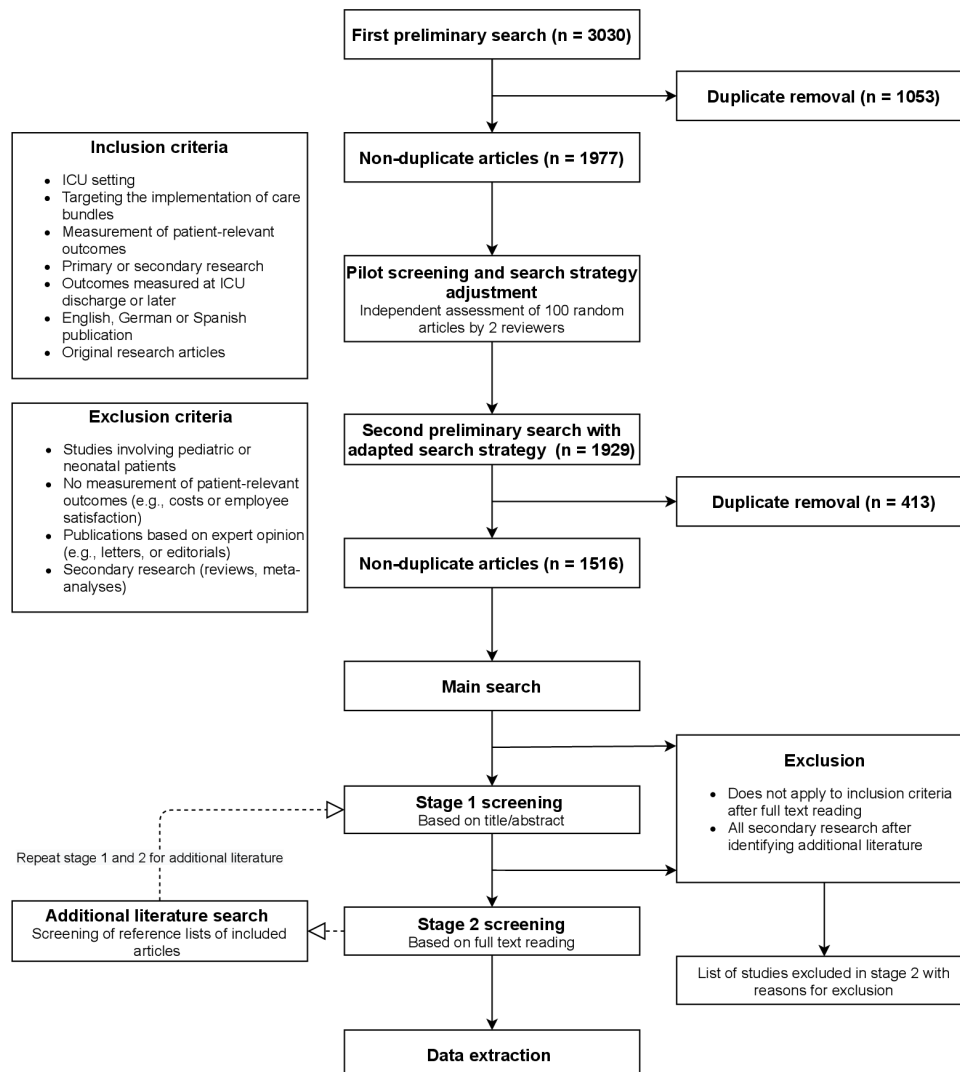 First preliminary search (n = 3030)
Duplicate removal (n = 1053)
Non-duplicate articles (n = 1977)
Inclusion criteria
• ICU setting
• Targeting the implementation of care
bundles
• Measurement of patient-relevant
outcomes
• Primary or secondary research
• Outcomes measured at ICU
discharge or later
• English, German or Spanish
publication
• Original research articles
Pilot screening and search strategy
adjustment
Independent assessment of 100 random
articles by 2 reviewers
Exclusion criteria
• Studies involving pediatric or
neonatal patients
• No measurement of patient-relevant
outcomes (e.g., costs or employee
satisfaction)
• Publications based on expert opinion
(e.g., letters, or editorials)
• Secondary research (reviews, meta-
analyses)
Second preliminary search with
adapted search strategy (n = 1929)
Duplicate removal (n = 413)
Non-duplicate articles (n = 1516)
Main search
Exclusion
• Does not apply to inclusion criteria
after full text reading
• All secondary research after
identifying additional literature
Stage 1 screening
Based on title/abstract
Repeat stage 1 and 2 for additional literature
Additional literature search
Screening of reference lists of included
articles
Stage 2 screening
Based on full text reading
List of studies excluded in stage 2 with
reasons for exclusion
Data extraction